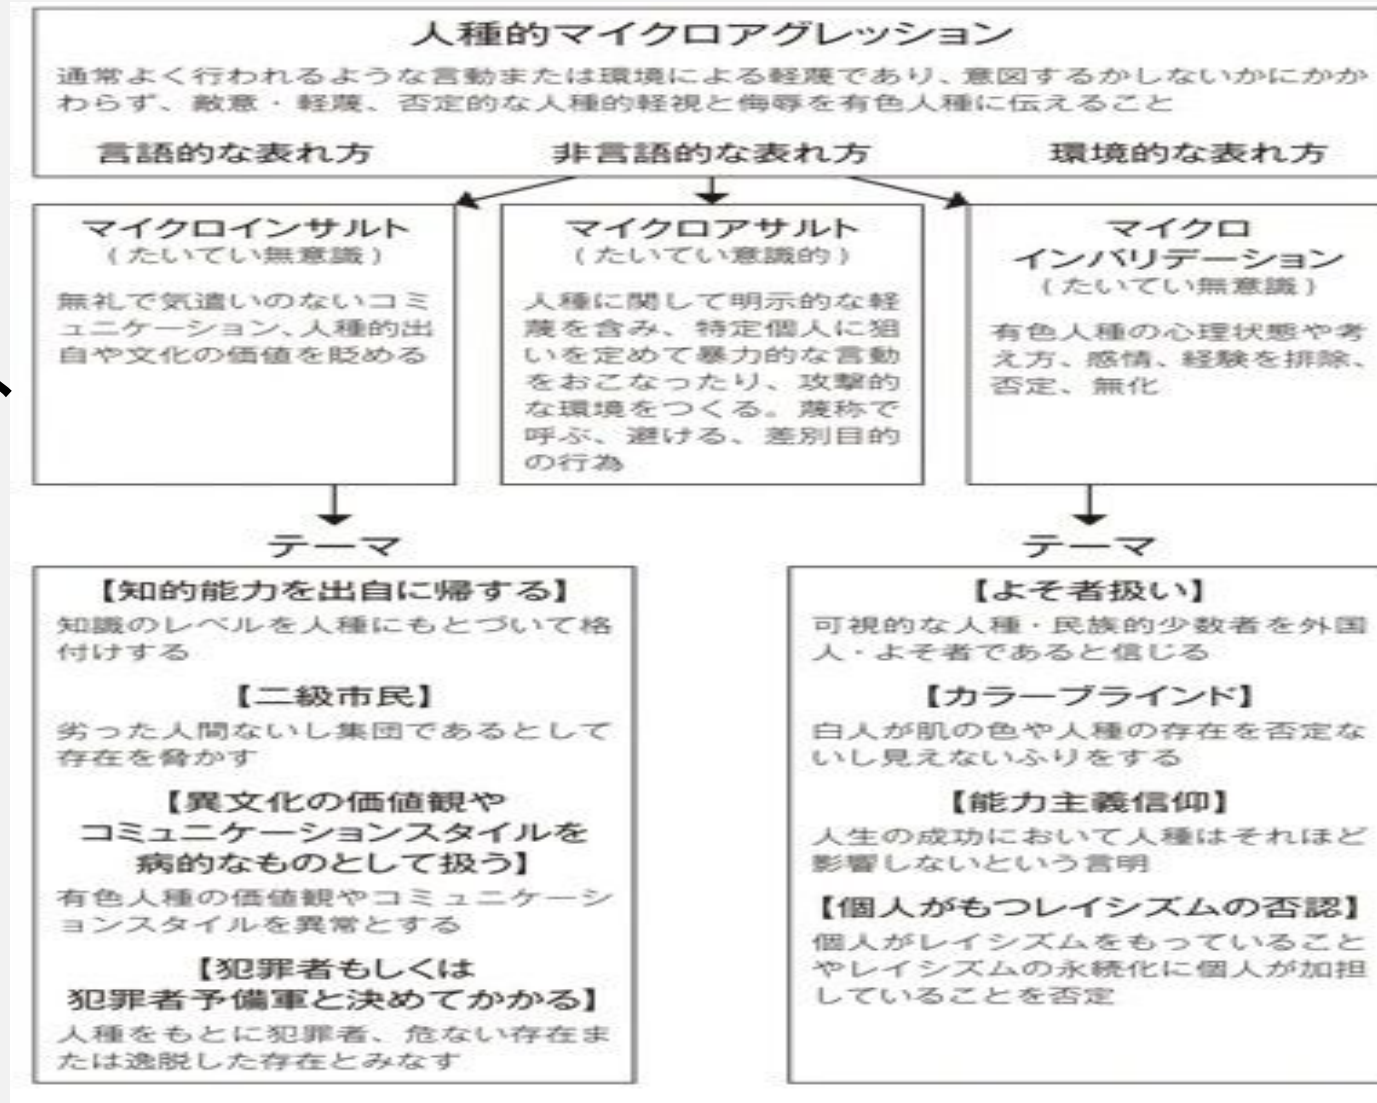 人種的マイクロアグレッション
通常よく行われるような言動または環境による軽蔑であり、意図するかしないかにかか
わらず、敵意・軽蔑、否定的な人種的軽視と侮辱を有色人種に伝えること
言語的な表れ方
非言語的な表れ方
環境的な表れ方
マイクロインサルト
(たいてい無意識)
無礼で気遣いのないコミ
ュニケーション、人種的出
自や文化の価値を貶める
マイクロアサルト
(たいてい意識的)
人種に関して明示的な軽
蔑を含み、特定個人に狙
いを定めて暴力的な言動
をおこなったり、攻撃的
な環境をつくる。蔑称で
呼ぶ、避ける、差別目的
の行為
マイクロ
インバリデーション
(たいてい無意識)
有色人種の心理状態や考
え方、感情、経験を排除、
否定、無化
テーマ
【知的能力を出自に帰する】
知識のレベルを人種にもとづいて格
付けする
【二級市民】
劣った人間ないし集団であるとして
存在を脅かす
【異文化の価値観や
コミュニケーションスタイルを
病的なものとして扱う】
有色人種の価値観やコミュニケーシ
ョンスタイルを異常とする
【犯罪者もしくは
犯罪者予備軍と決めてかかる】
人種をもとに犯罪者、危ない存在ま
たは逸脱した存在とみなす
テーマ
【よそ者扱い】
可視的な人種・民族的少数者を外国
人・よそ者であると信じる
【カラーブラインド】
白人が肌の色や人種の存在を否定な
いし見えないふりをする
【能力主義信仰】
人生の成功において人種はそれほど
影響しないという言明
【個人がもつレイシズムの否認】
個人がレイシズムをもっていること
やレイシズムの永続化に個人が加担
していることを否定